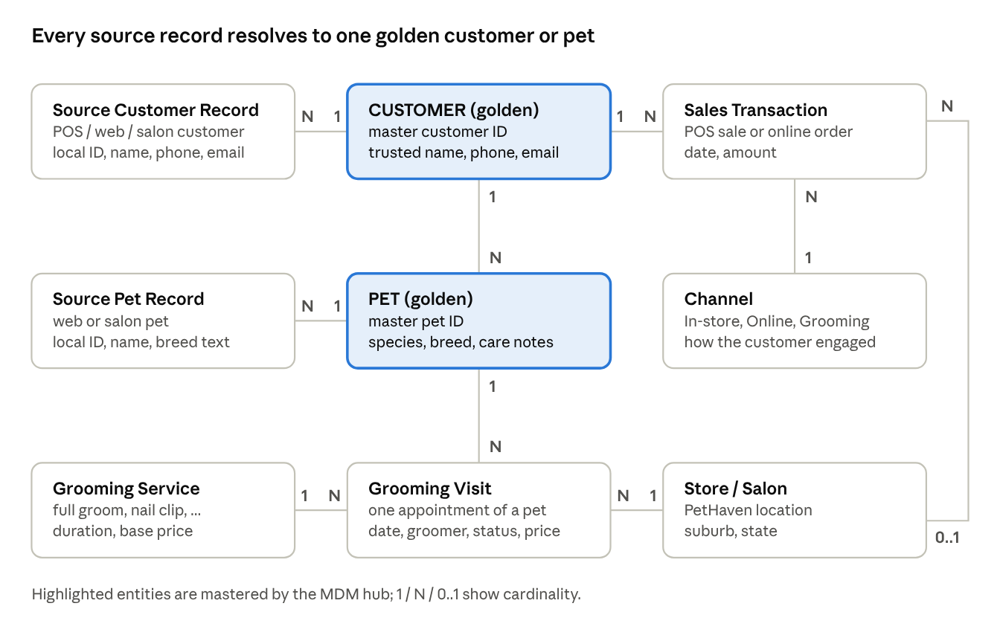 Every source record resolves to one golden customer or pet
Source Customer Record
POS / web / salon customer
local ID, name, phone, email
N 1
CUSTOMER (golden)
master customer ID
trusted name, phone, email
1 N
Sales Transaction
POS sale or online order
date, amount
N
1
N
N
1
Source Pet Record
web or salon pet
local ID, name, breed text
N 1
PET (golden)
master pet ID
species, breed, care notes
Channel
In-store, Online, Grooming
how the customer engaged
1
N
Grooming Service
full groom, nail clip, ...
duration, base price
1 N
Grooming Visit
one appointment of a pet
date, groomer, status, price
N 1
Store / Salon
PetHaven location
suburb, state
0..1
Highlighted entities are mastered by the MDM hub; 1 / N / 0..1 show cardinality.